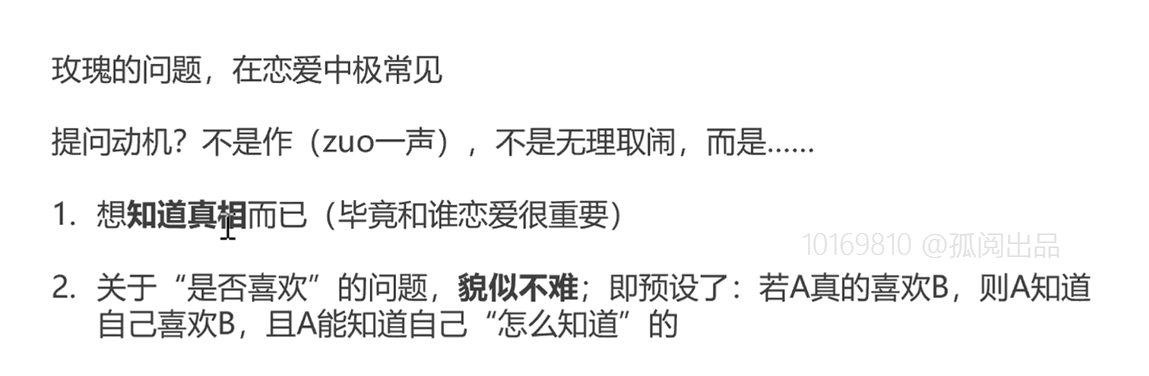 玫瑰的问题，在恋爱中极常见
提问动机？不是作（zuo一声），不是无理取闹，而是......
1. 想知道真相而已（毕竟和谁恋爱很重要）
10169810 @孤阅出品
2. 关于“是否喜欢”的问题，貌似不难；即预设了：若A真的喜欢B，则A知道
自己喜欢B，且A能知道自己“怎么知道”的